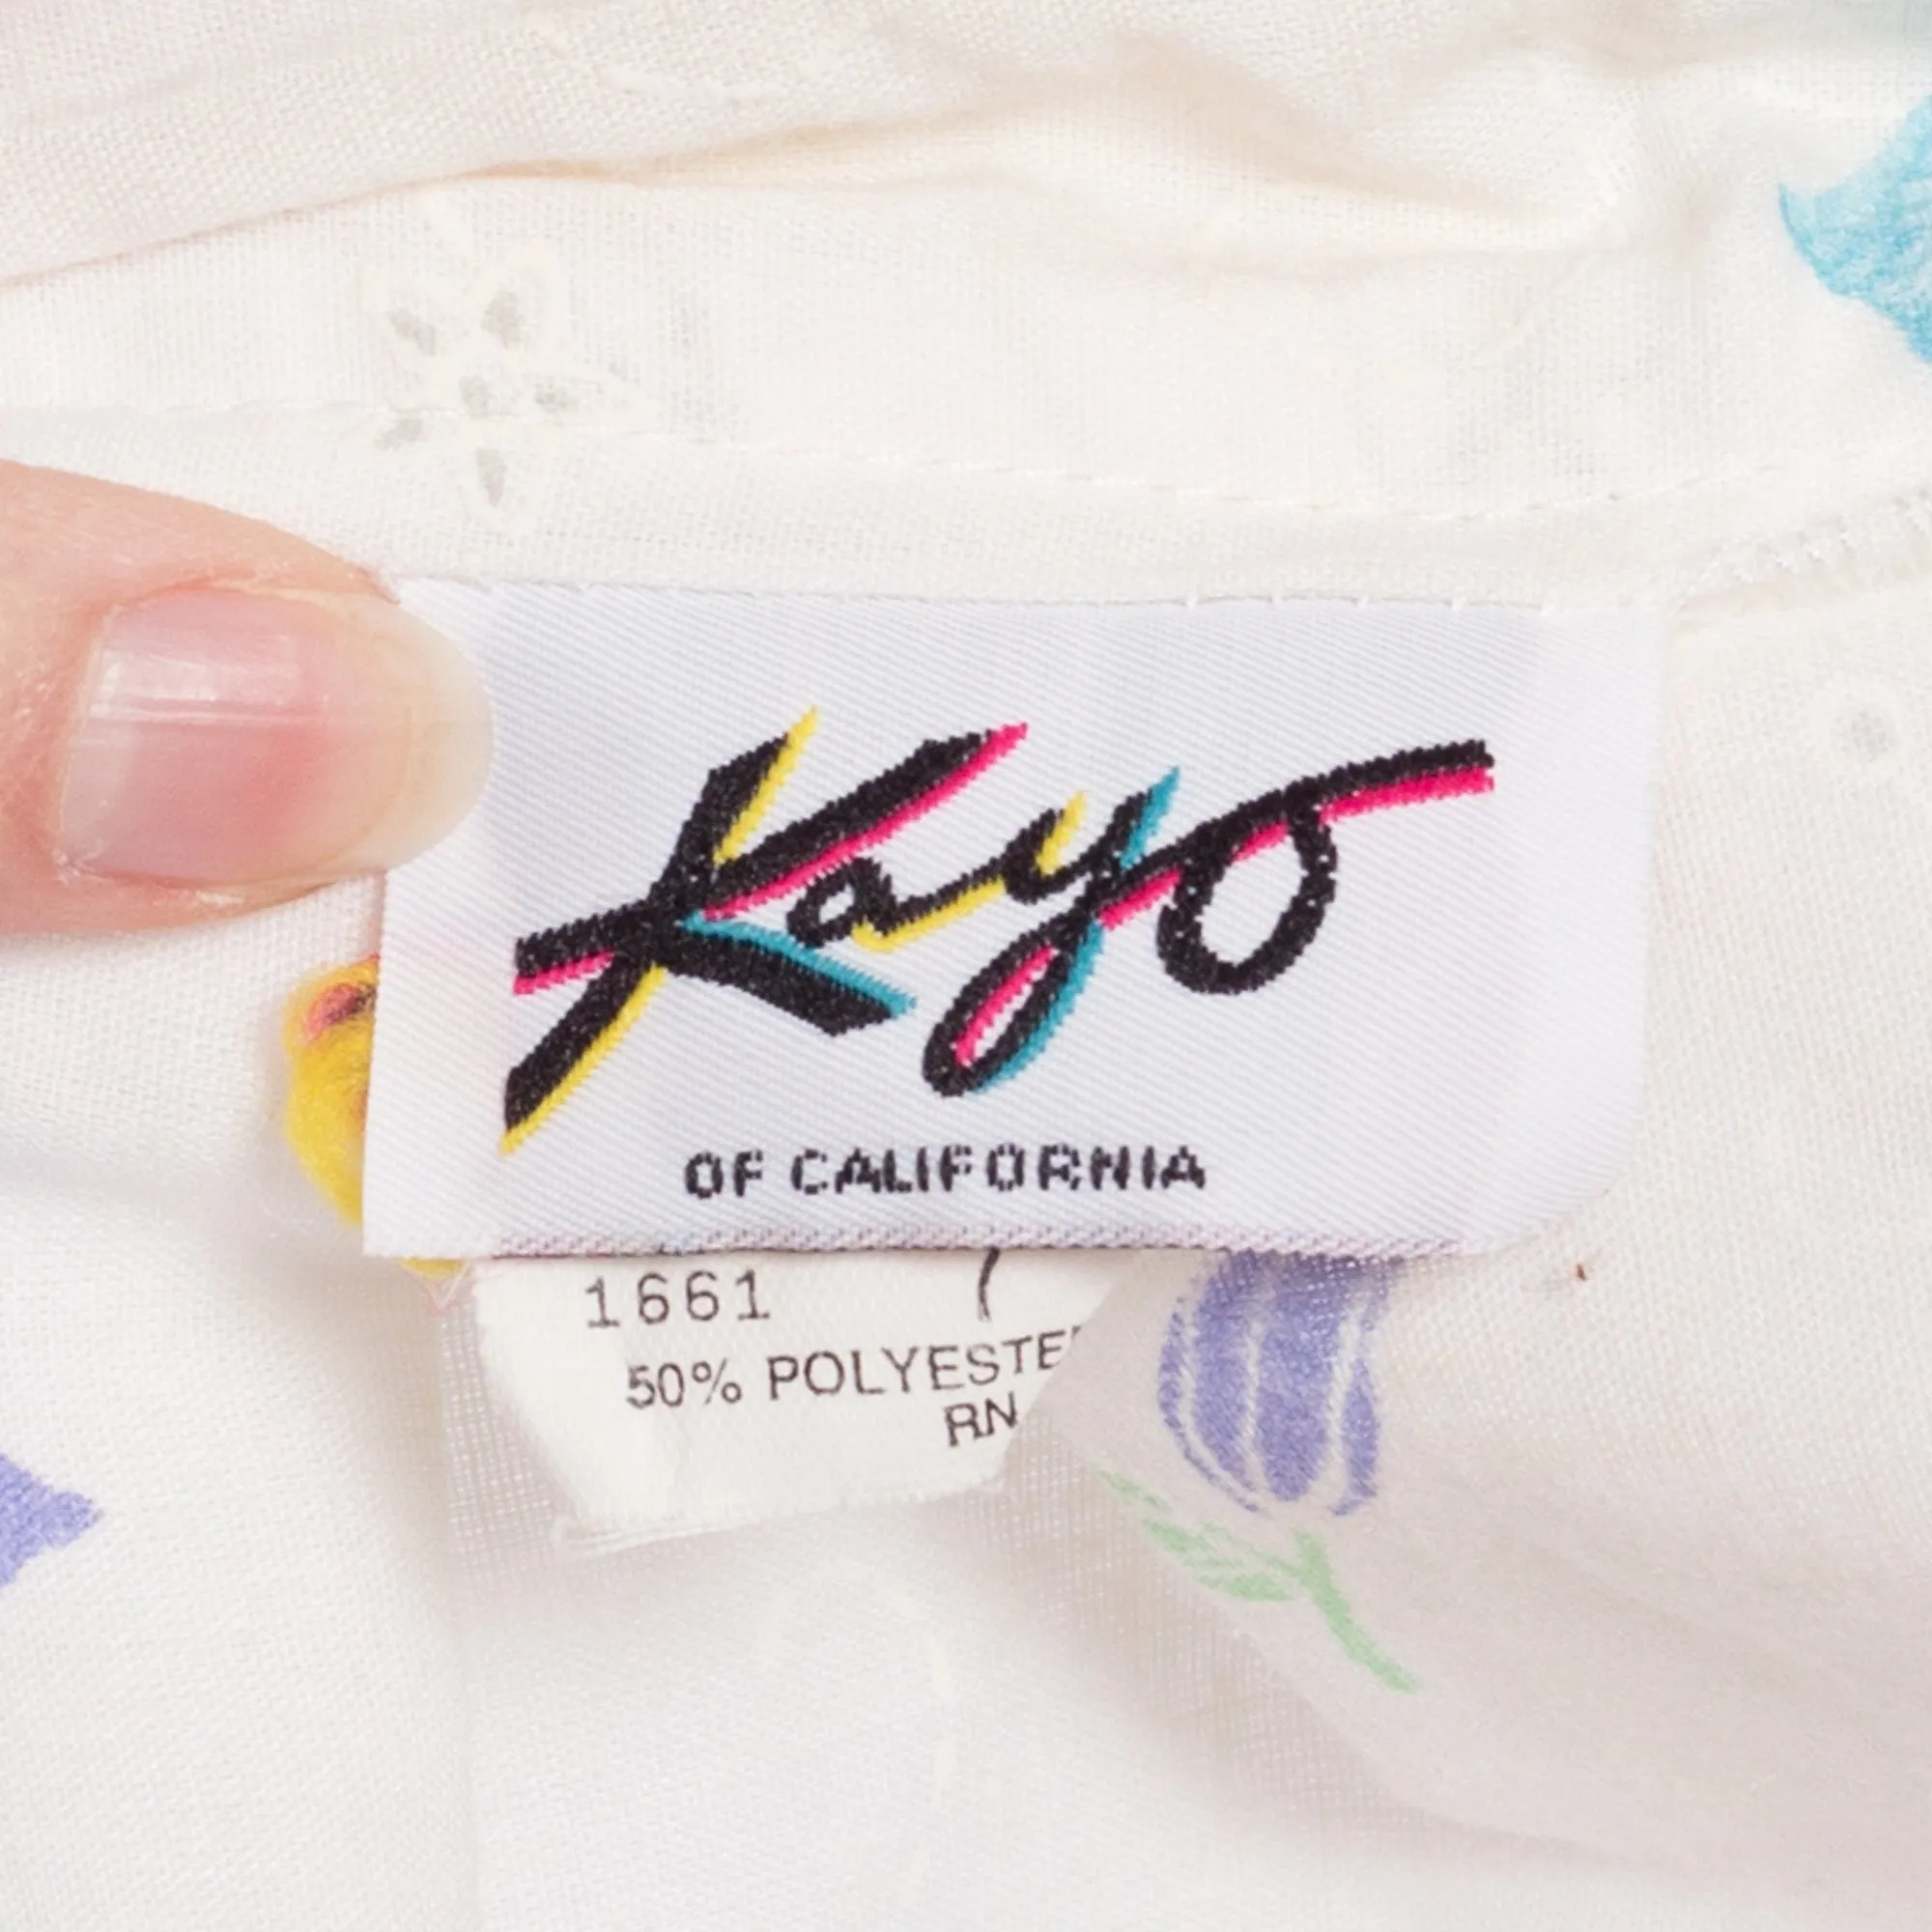 Kayo
OF CALIFORNIA
1661
50% POLYESTE
RN